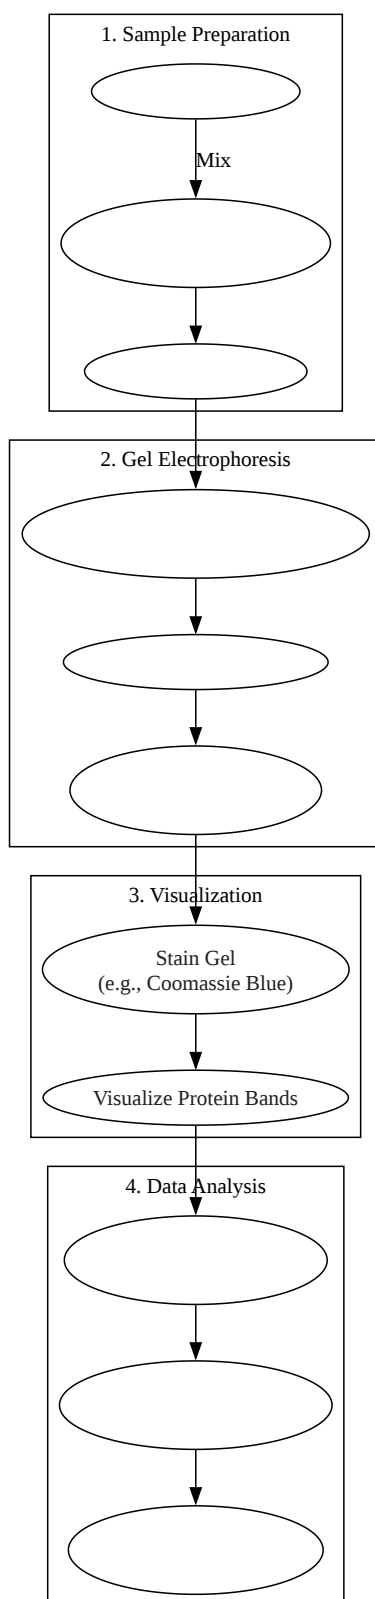 1. Sample Preparation
Mix
2. Gel Electrophoresis
3. Visualization
Stain Gel
(e.g., Coomassie Blue)
Visualize Protein Bands
4. Data Analysis